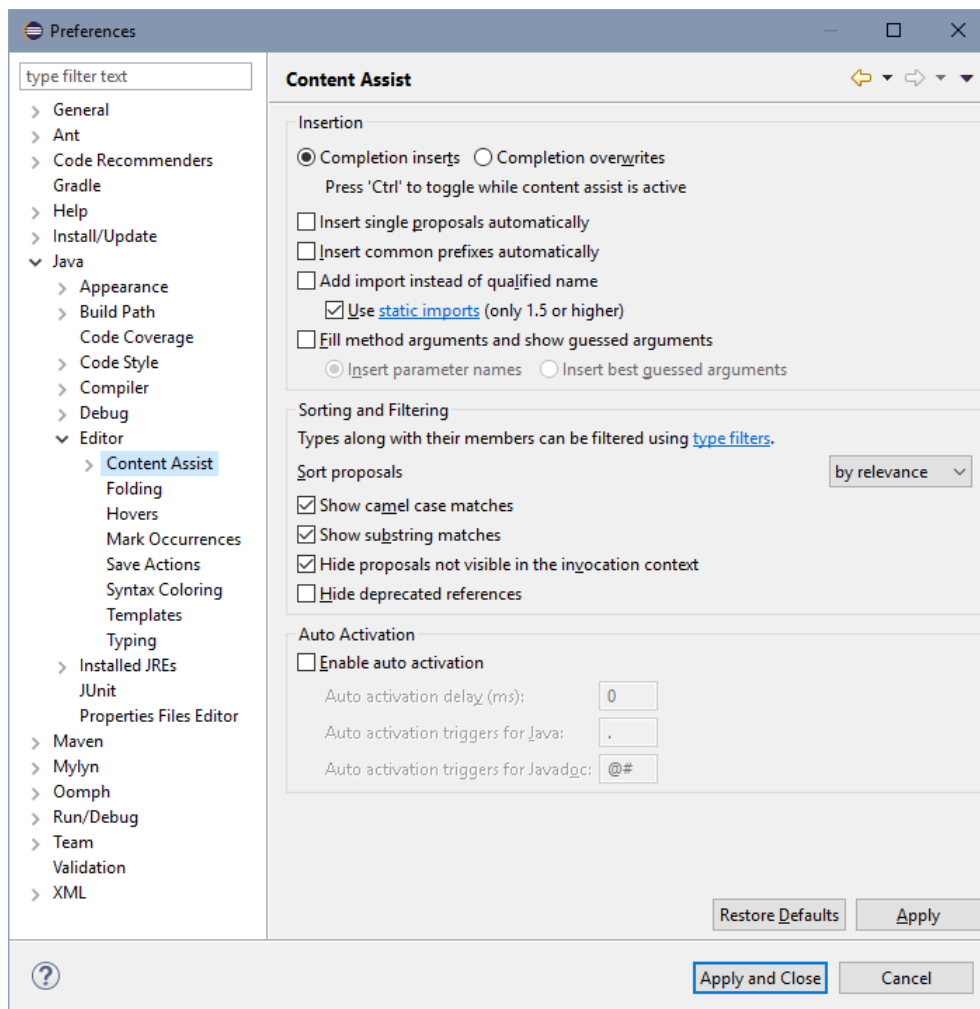 Preferences
type filter text
General
Ant
Code Recommenders
Gradle
Help
Install/Update
Java
Appearance
Build Path
Code Coverage
Code Style
Compiler
Debug
Editor
Content Assist
Folding
Hovers
Mark Occurrences
Save Actions
Syntax Coloring
Templates
Typing
Installed JREs
JUnit
Properties Files Editor
Maven
Mylyn
Oomph
Run/Debug
Team
Validation
XML
Content Assist
Insertion
Completion inserts Completion overwrites
Press 'Ctrl' to toggle while content assist is active
Insert single proposals automatically
Insert common prefixes automatically
Add import instead of qualified name
Use static imports (only 1.5 or higher)
Fill method arguments and show guessed arguments
Insert parameter names Insert best guessed arguments
Sorting and Filtering
Types along with their members can be filtered using type filters.
Sort proposals by relevance
Show camel case matches
Show substring matches
Hide proposals not visible in the invocation context
Hide deprecated references
Auto Activation
Enable auto activation
Auto activation delay (ms): 0
Auto activation triggers for Java: .
Auto activation triggers for Javadoc: @#
Restore Defaults Apply
? Apply and Close Cancel